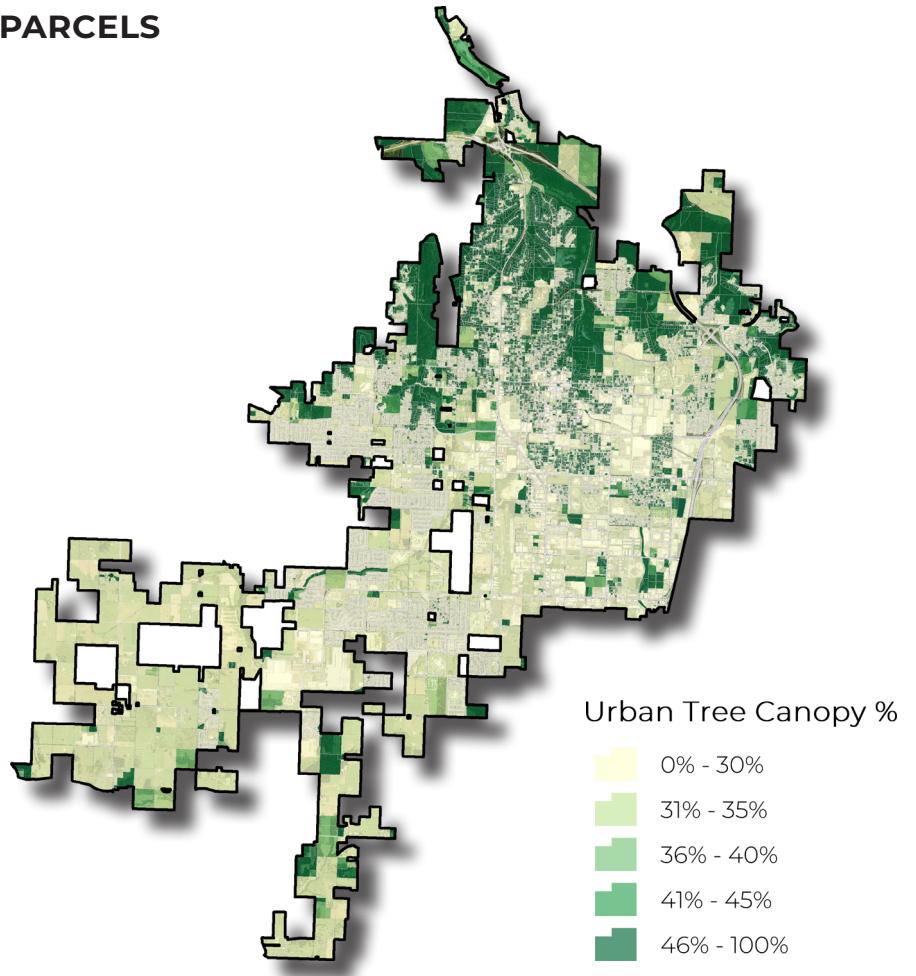 PARCELS
Urban Tree Canopy %
0% - 30%
31% - 35%
36% - 40%
41% - 45%
46% - 100%